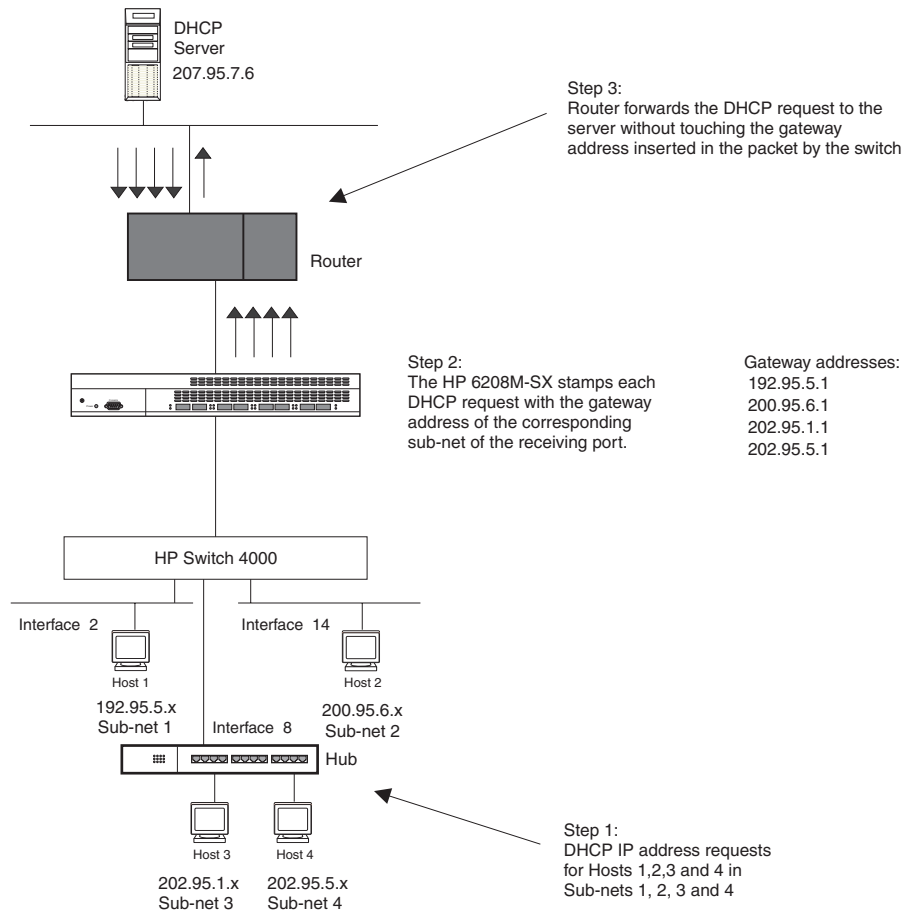 DHCP
Server
207.95.7.6
Step 3:
Router forwards the DHCP request to the
server without touching the gateway
address inserted in the packet by the switch
Router
Step 2:
The HP 6208M-SX stamps each
DHCP request with the gateway
address of the corresponding
sub-net of the receiving port.
Gateway addresses:
192.95.5.1
200.95.6.1
202.95.1.1
202.95.5.1
HP Switch 4000
Interface 2
Interface 14
Host 1
Host 2
192.95.5.x
Sub-net 1
200.95.6.x
Sub-net 2
Interface 8
Hub
Host 3
Host 4
202.95.1.x
Sub-net 3
202.95.5.x
Sub-net 4
Step 1:
DHCP IP address requests
for Hosts 1,2,3 and 4 in
Sub-nets 1, 2, 3 and 4